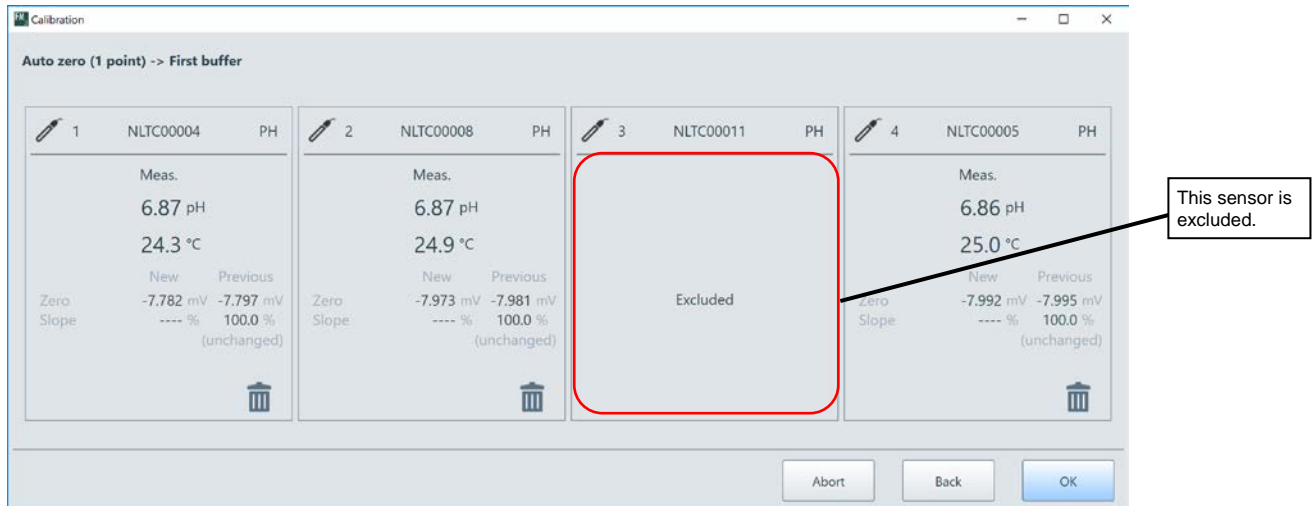 Calibration
Auto zero (1 point) -> First buffer
1 NLTC00004 PH
Meas.
6.87 pH
24.3 °C
New Previous
Zero -7.782 mV -7.797 mV
Slope ---- % 100.0 %
(unchanged)
2 NLTC00008 PH
Meas.
6.87 pH
24.9 °C
New Previous
Zero -7.973 mV -7.981 mV
Slope ---- % 100.0 %
(unchanged)
3 NLTC00011 PH
Excluded
4 NLTC00005 PH
Meas.
6.86 pH
25.0 °C
New Previous
Zero -7.992 mV -7.995 mV
Slope ---- % 100.0 %
(unchanged)
This sensor is
excluded.
Abort Back OK